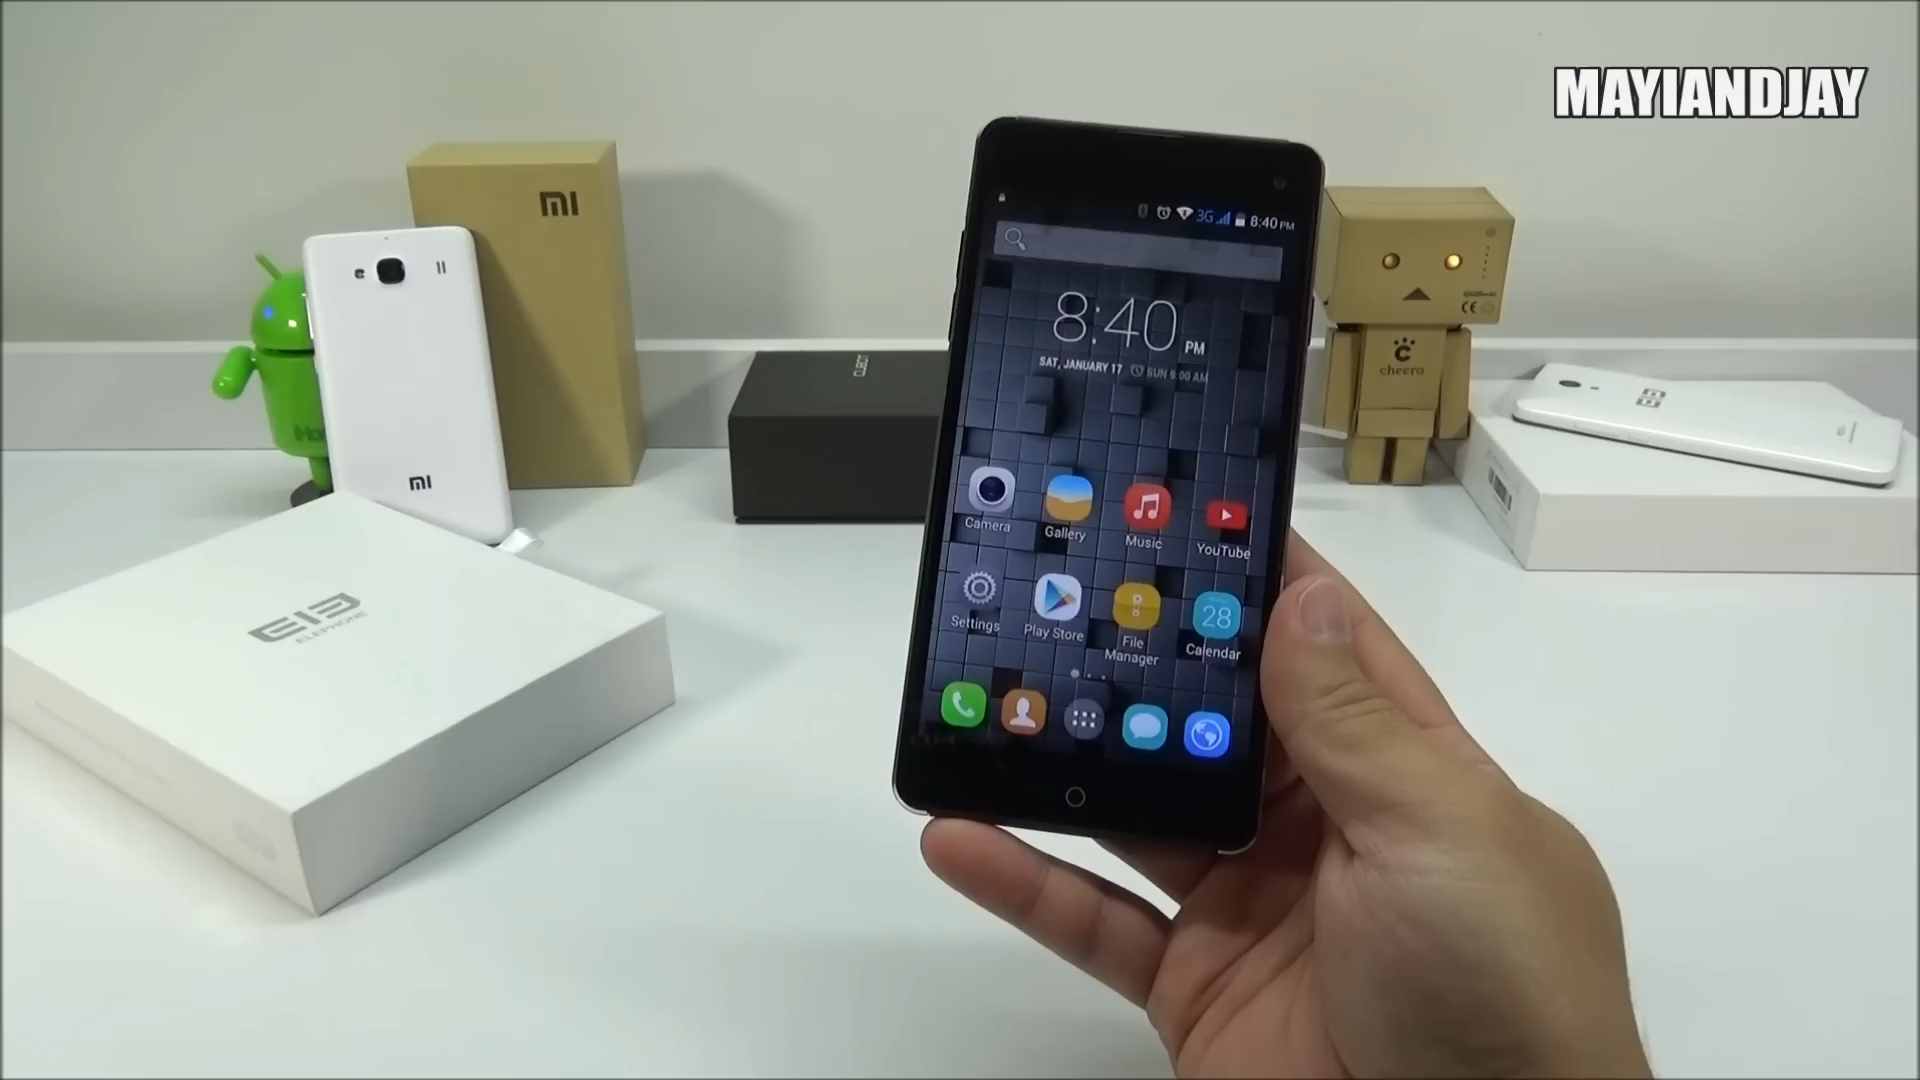 MAYIANDJAY
MI
MI
CUBOT
cheero
CE
ELEPHONE
3G 8:40 PM
8:40 PM
SAT, JANUARY 17 SUN 9:00 AM
Camera Gallery Music YouTube
28
Settings Play Store File Manager Calendar